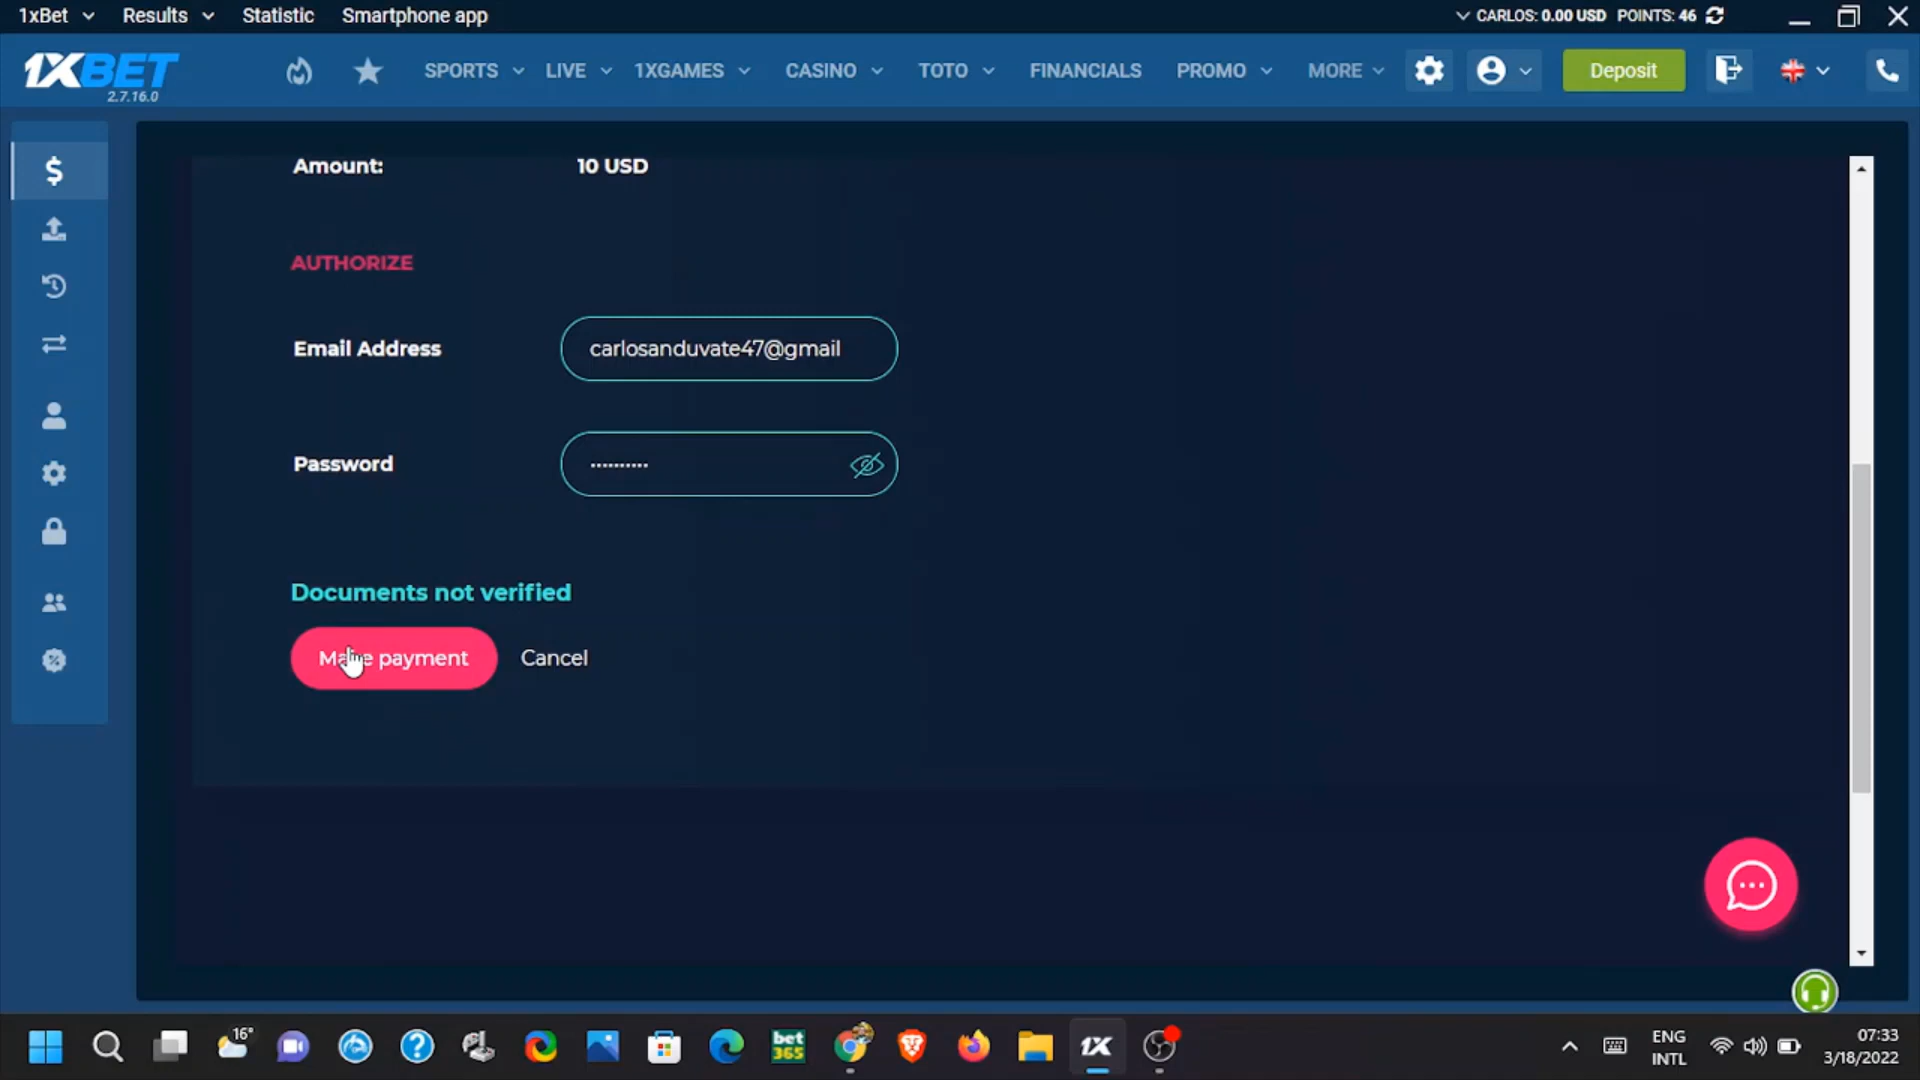 1xBet Results Statistic Smartphone app
CARLOS: 0.00 USD POINTS: 46
1XBET
2.7.16.0
SPORTS LIVE 1XGAMES CASINO TOTO FINANCIALS PROMO MORE Deposit
Amount: 10 USD
AUTHORIZE
Email Address carlosanduvate47@gmail
Password ••••••••••
Documents not verified
Make payment Cancel
16°
bet
365
1X
ENG
INTL
07:33
3/18/2022